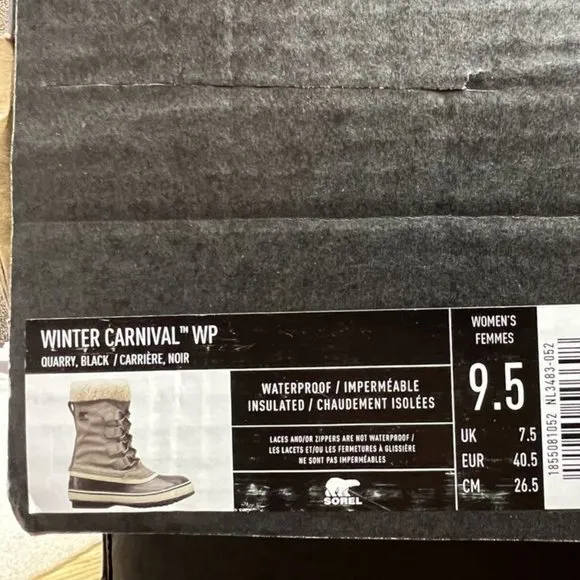 WINTER CARNIVAL™ WP
QUARRY, BLACK / CARRIÈRE, NOIR
WATERPROOF / IMPERMÉABLE
INSULATED / CHAUDEMENT ISOLÉES
LACES AND/OR ZIPPERS ARE NOT WATERPROOF /
LES LACETS ET/OU LES FERMETURES À GLISSIÈRE
NE SONT PAS IMPERMÉABLES
SOREL
WOMEN'S
FEMMES
9.5
UK 7.5
EUR 40.5
CM 26.5
1855081052 NL3483-052